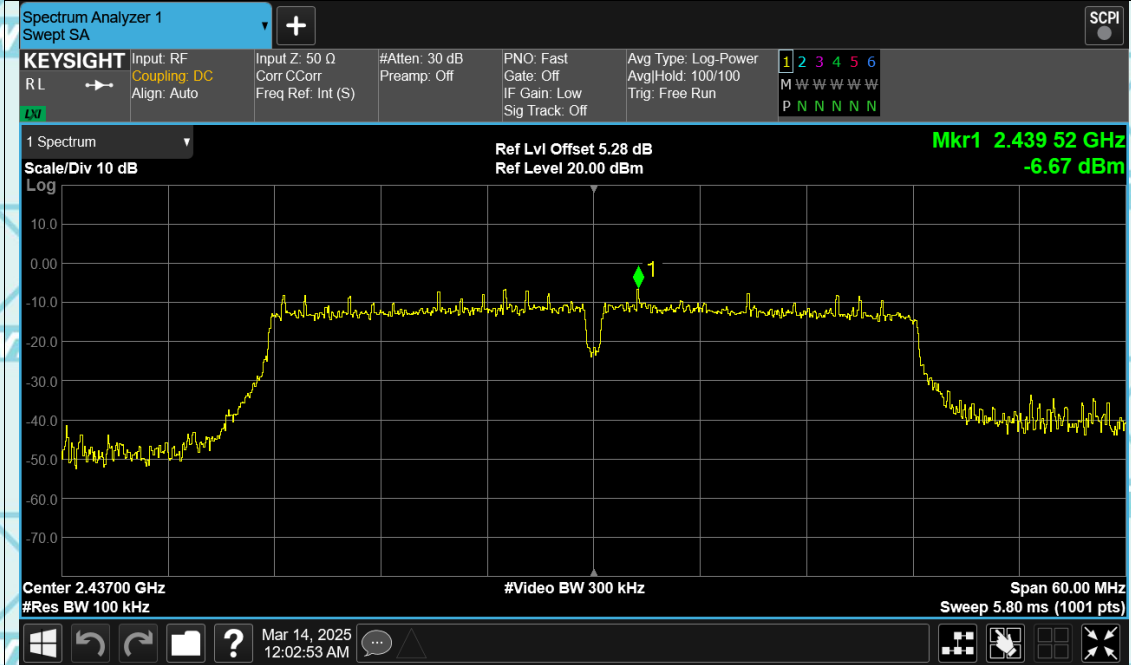 Spectrum Analyzer 1
Swept SA
+
SCPI
KEYSIGHT
RL
LXI
Input: RF
Coupling: DC
Align: Auto
Input Z: 50 Ω
Corr CCorr
Freq Ref: Int (S)
#Atten: 30 dB
Preamp: Off
PNO: Fast
Gate: Off
IF Gain: Low
Sig Track: Off
Avg Type: Log-Power
Avg|Hold: 100/100
Trig: Free Run
1 2 3 4 5 6
M W W W W W
P N N N N N
1 Spectrum
Scale/Div 10 dB
Log
Ref Lvl Offset 5.28 dB
Ref Level 20.00 dBm
Mkr1 2.439 52 GHz
-6.67 dBm
10.0
0.00
-10.0
-20.0
-30.0
-40.0
-50.0
-60.0
-70.0
1
Center 2.43700 GHz
#Res BW 100 kHz
#Video BW 300 kHz
Span 60.00 MHz
Sweep 5.80 ms (1001 pts)
?
Mar 14, 2025
12:02:53 AM